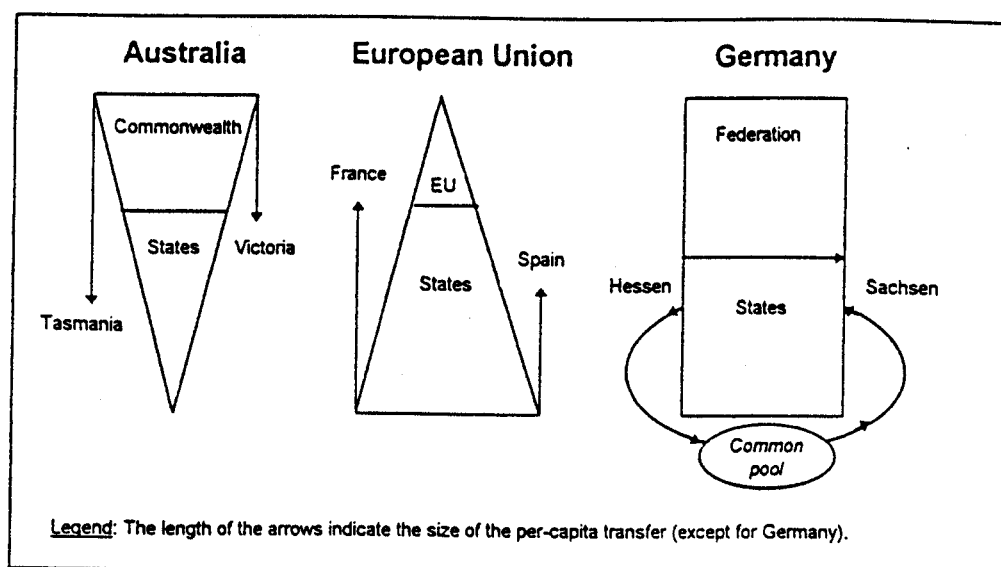 Australia
European Union
Germany
Commonwealth
States
Victoria
Tasmania
France
EU
States
Spain
Federation
Hessen
States
Sachsen
Common
pool
Legend: The length of the arrows indicate the size of the per-capita transfer (except for Germany).